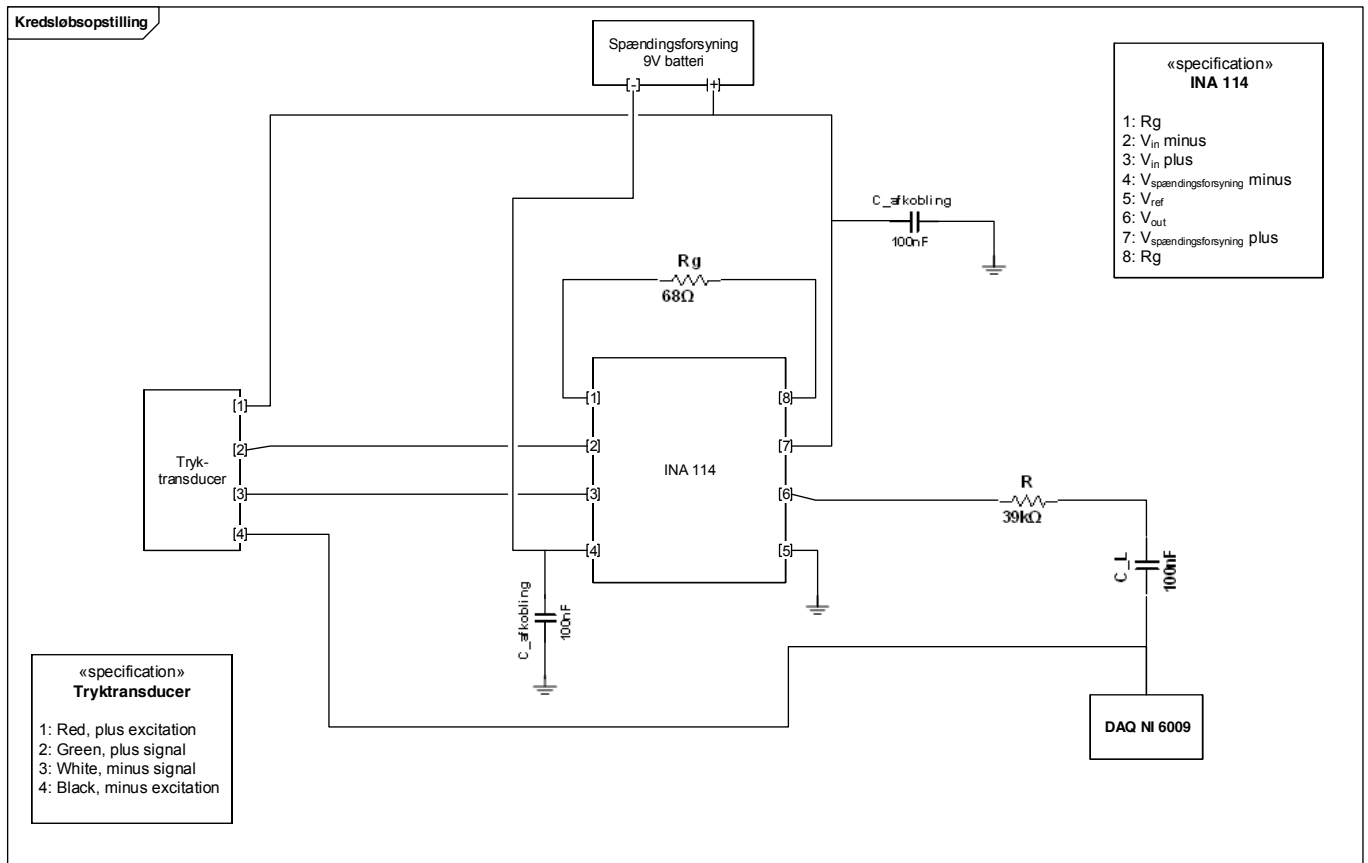 Kredsløbsopstilling
Spændingsforsyning
9V batteri
[-]
[+]
«specification»
INA 114
1: Rg
2: Vin minus
3: Vin plus
4: Vspændingsforsyning minus
5: Vref
6: Vout
7: Vspændingsforsyning plus
8: Rg
C_afkobling
100nF
Rg
68Ω
Tryk-
transducer
[1]
[2]
[3]
[4]
INA 114
[1]
[2]
[3]
[4]
[8]
[7]
[6]
[5]
R
39kΩ
C_L
100nF
C_afkobling
100nF
DAQ NI 6009
«specification»
Tryktransducer
1: Red, plus excitation
2: Green, plus signal
3: White, minus signal
4: Black, minus excitation